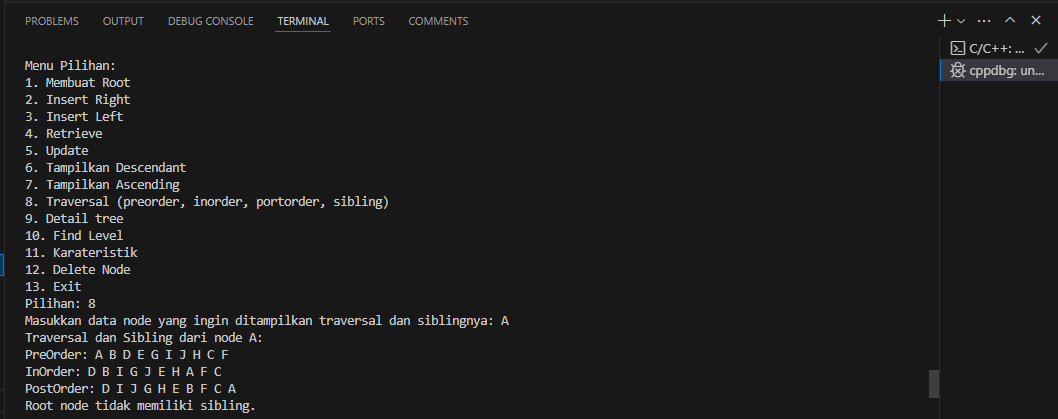 PROBLEMS OUTPUT DEBUG CONSOLE TERMINAL PORTS COMMENTS
C/C++: ...
cppdbg: un...
Menu Pilihan:
1. Membuat Root
2. Insert Right
3. Insert Left
4. Retrieve
5. Update
6. Tampilkan Descendant
7. Tampilkan Ascending
8. Traversal (preorder, inorder, portorder, sibling)
9. Detail tree
10. Find Level
11. Karateristik
12. Delete Node
13. Exit
Pilihan: 8
Masukkan data node yang ingin ditampilkan traversal dan siblingnya: A
Traversal dan Sibling dari node A:
PreOrder: A B D E G I J H C F
InOrder: D B I G J E H A F C
PostOrder: D I J G H E B F C A
Root node tidak memiliki sibling.